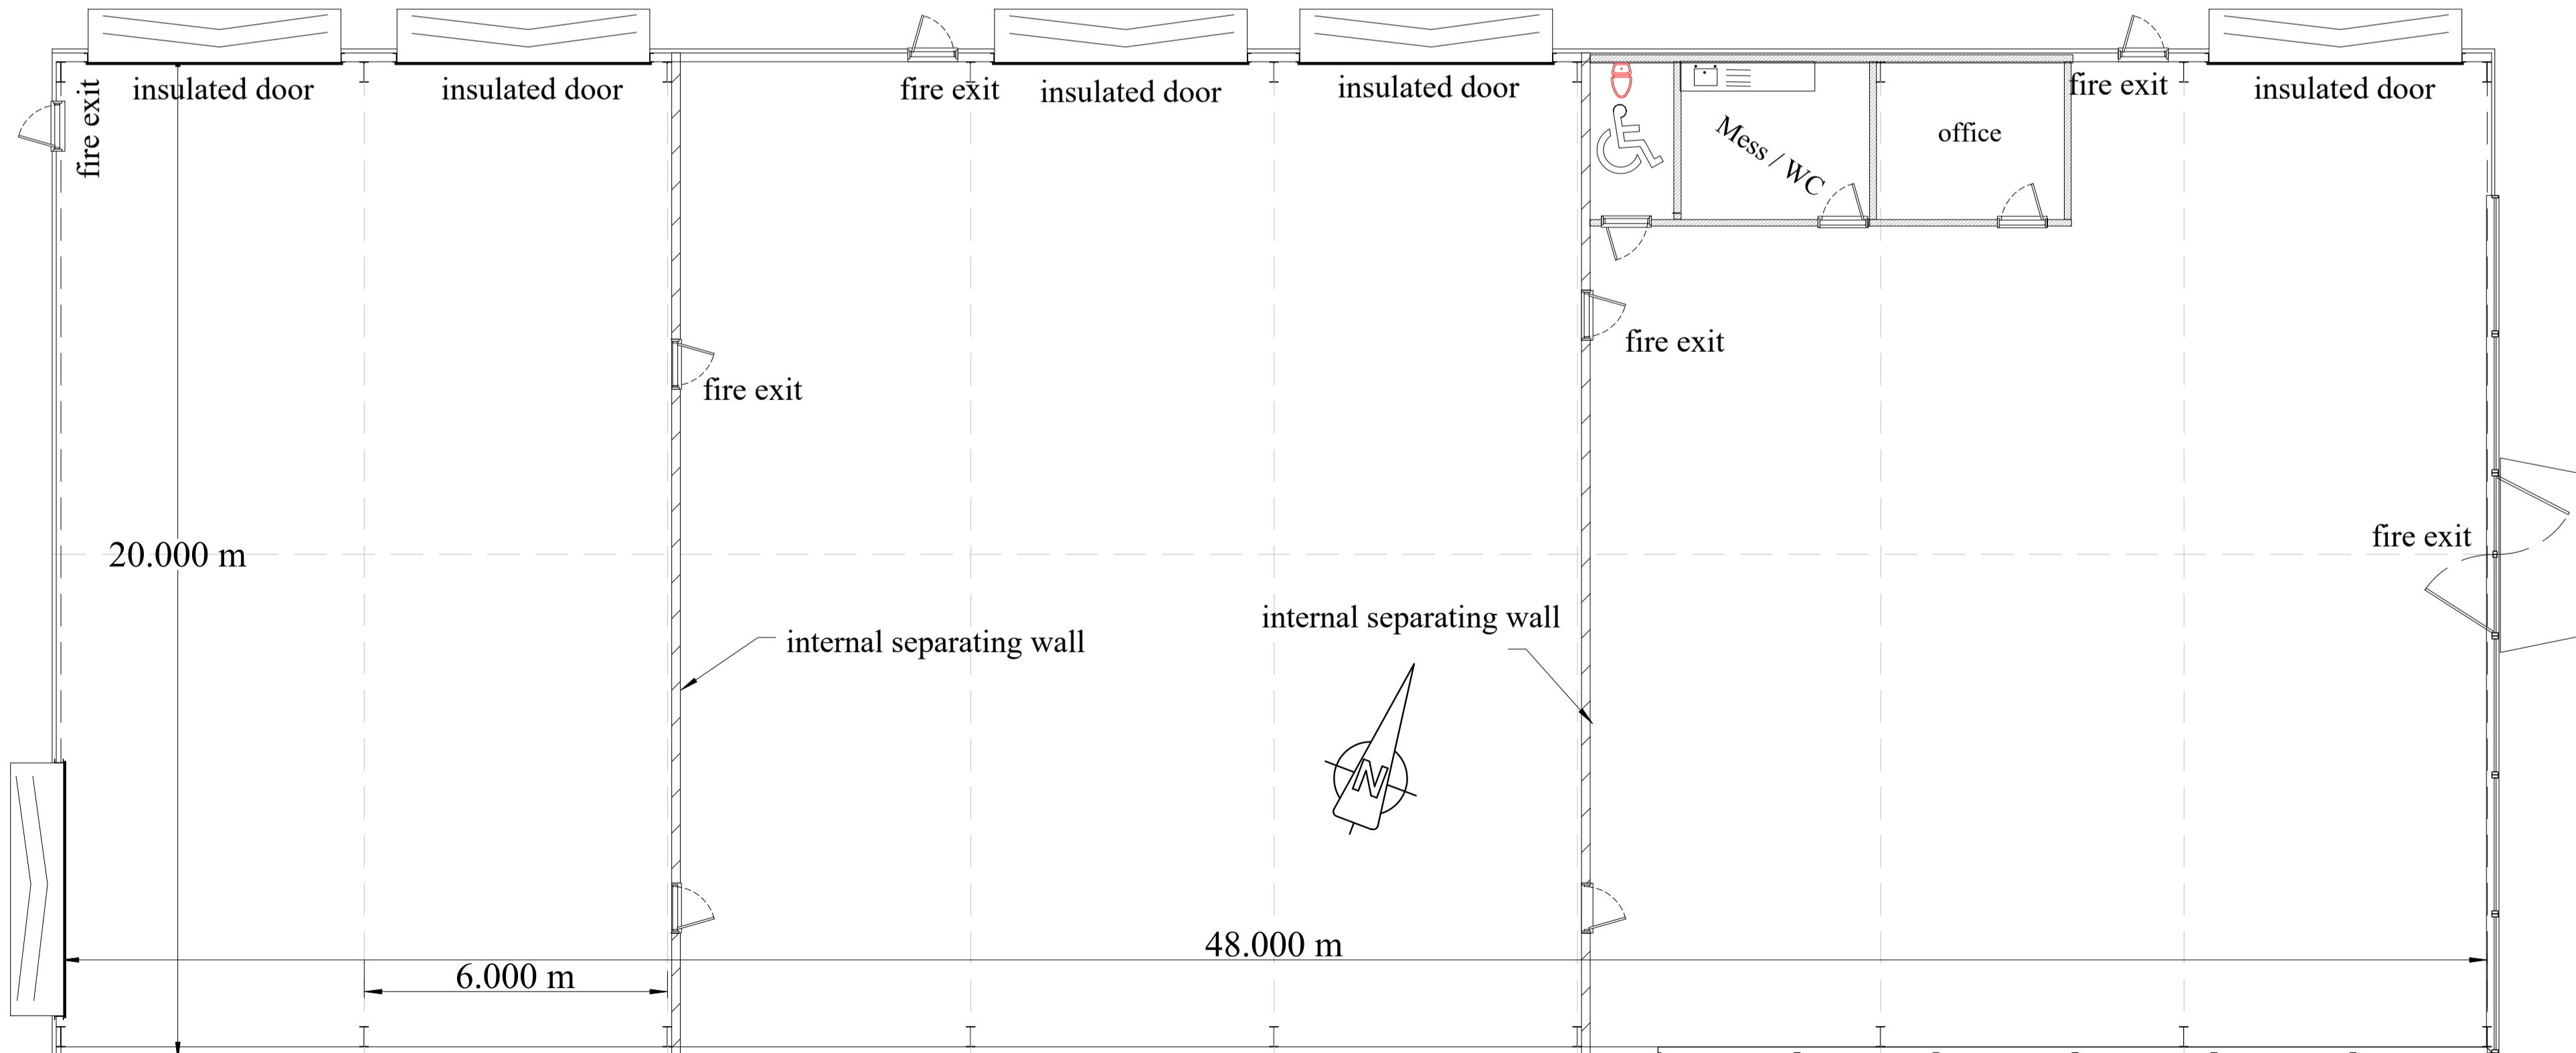 insulated door
insulated door
fire exit
insulated door
insulated door
fire exit
insulated door
fire exit
Mess / WC
office
fire exit
fire exit
fire exit
20.000 m
internal separating wall
internal separating wall
N
48.000 m
6.000 m